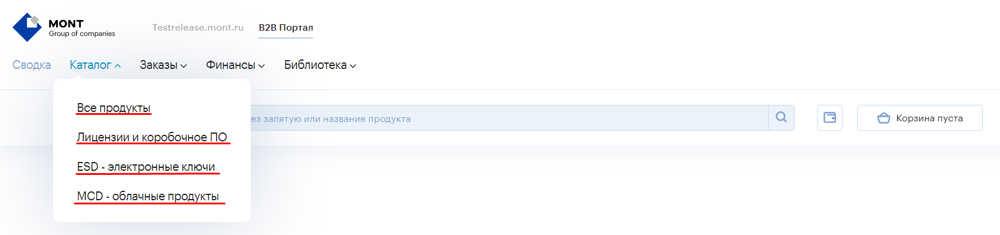 MONT
Group of companies
Testrelease.mont.ru
B2B Портал
Сводка
Каталог
Заказы
Финансы
Библиотека
Все продукты
Лицензии и коробочное ПО
ESD - электронные ключи
MCD - облачные продукты
запятую или название продукта
Корзина пуста